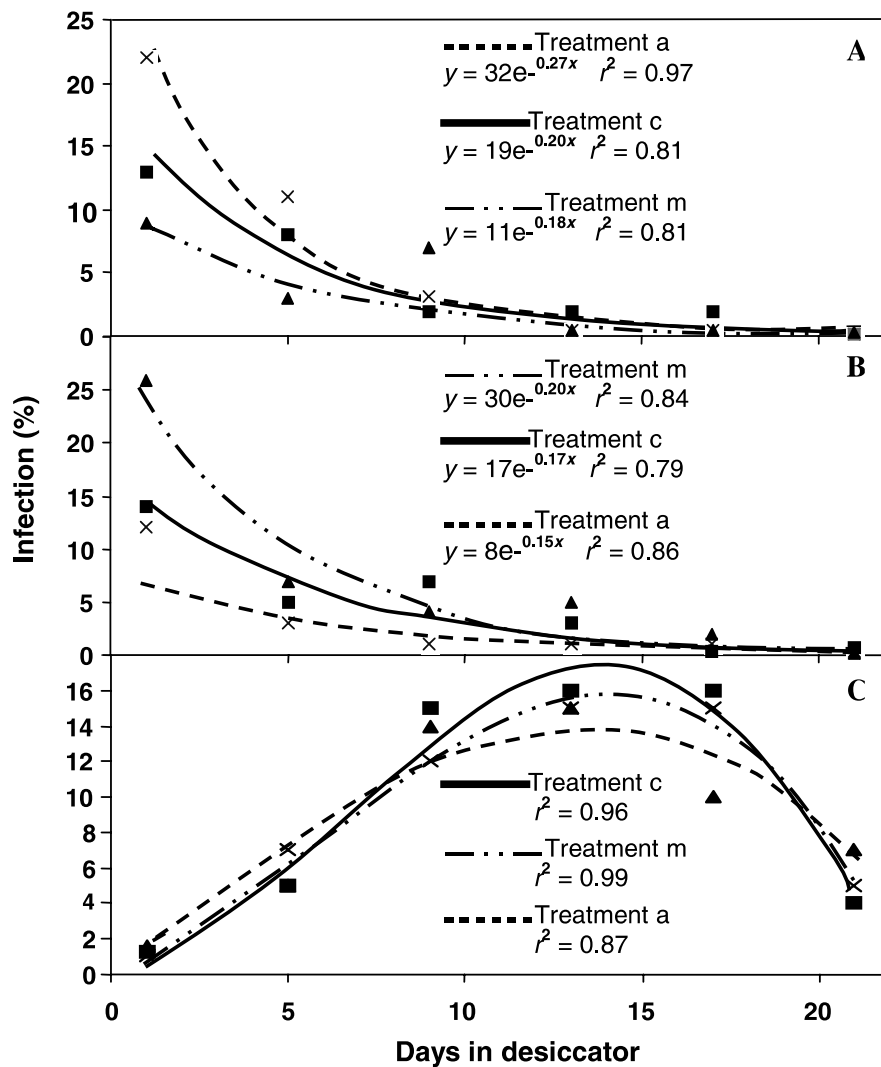 Infection (%)
25
20
15
10
5
0
A
Treatment a
y = 32e-0.27x r2 = 0.97
Treatment c
y = 19e-0.20x r2 = 0.81
Treatment m
y = 11e-0.18x r2 = 0.81
25
20
15
10
5
0
B
Treatment m
y = 30e-0.20x r2 = 0.84
Treatment c
y = 17e-0.17x r2 = 0.79
Treatment a
y = 8e-0.15x r2 = 0.86
16
14
12
10
8
6
4
2
0
C
Treatment c
r2 = 0.96
Treatment m
r2 = 0.99
Treatment a
r2 = 0.87
0 5 10 15 20
Days in desiccator